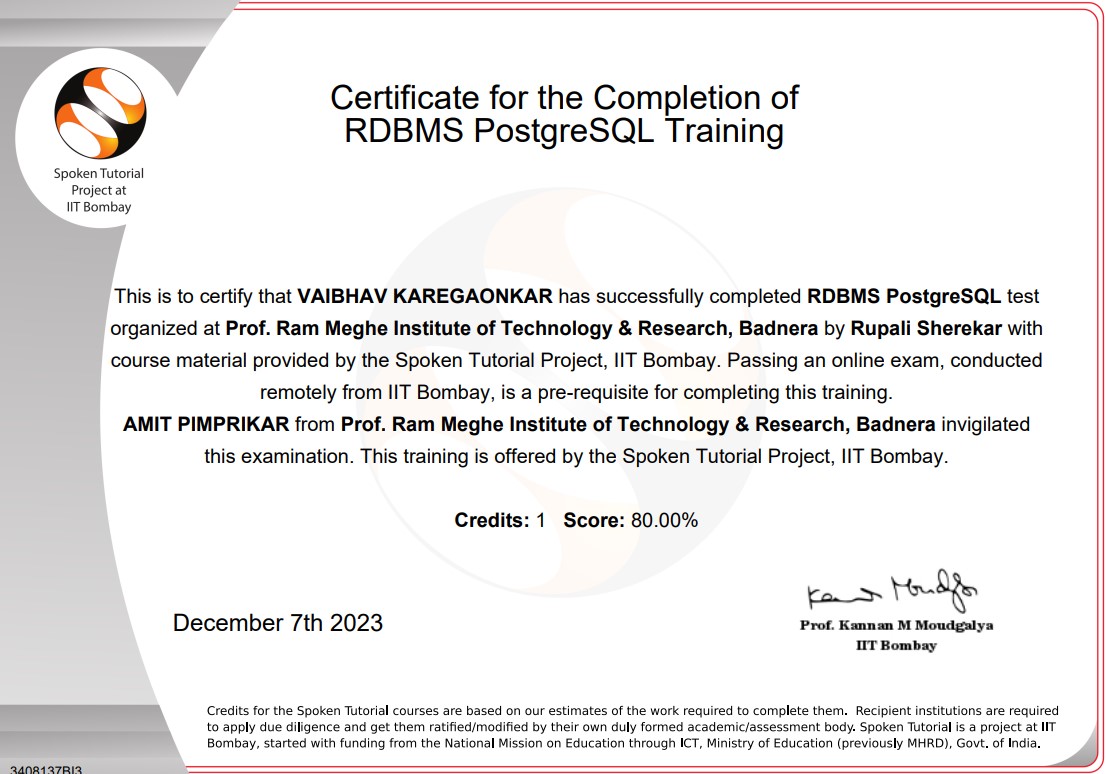 Spoken Tutorial
Project at
IIT Bombay
Certificate for the Completion of
RDBMS PostgreSQL Training
This is to certify that VAIBHAV KAREGAONKAR has successfully completed RDBMS PostgreSQL test
organized at Prof. Ram Meghe Institute of Technology & Research, Badnera by Rupali Sherekar with
course material provided by the Spoken Tutorial Project, IIT Bombay. Passing an online exam, conducted
remotely from IIT Bombay, is a pre-requisite for completing this training.
AMIT PIMPRIKAR from Prof. Ram Meghe Institute of Technology & Research, Badnera invigilated
this examination. This training is offered by the Spoken Tutorial Project, IIT Bombay.
Credits: 1 Score: 80.00%
December 7th 2023
Prof. Kannan M Moudgalya
IIT Bombay
Credits for the Spoken Tutorial courses are based on our estimates of the work required to complete them. Recipient institutions are required
to apply due diligence and get them ratified/modified by their own duly formed academic/assessment body. Spoken Tutorial is a project at IIT
Bombay, started with funding from the National Mission on Education through ICT, Ministry of Education (previously MHRD), Govt. of India.